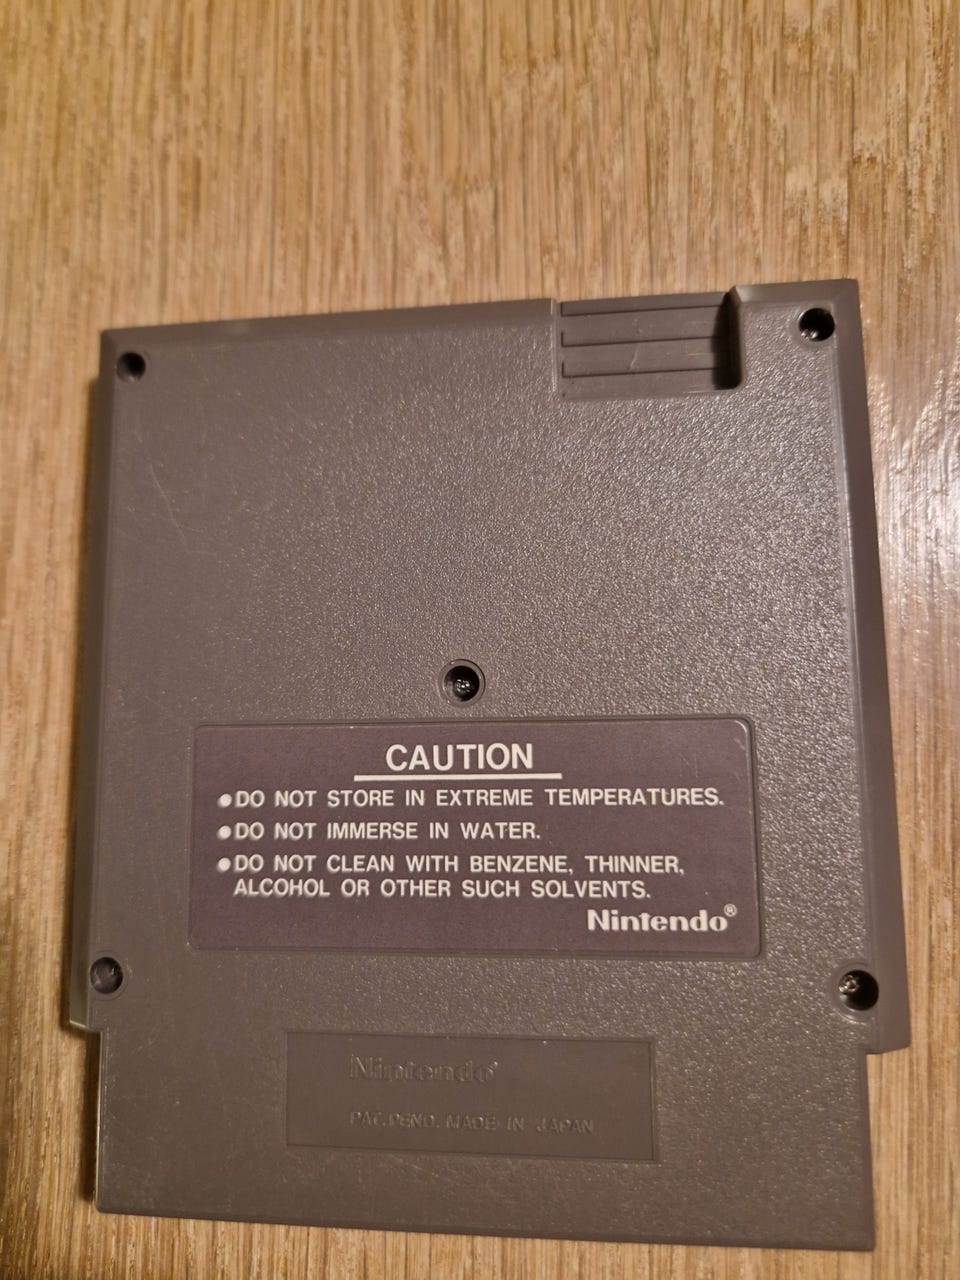 CAUTION
●DO NOT STORE IN EXTREME TEMPERATURES.
●DO NOT IMMERSE IN WATER.
●DO NOT CLEAN WITH BENZENE, THINNER,
ALCOHOL OR OTHER SUCH SOLVENTS.
Nintendo®
Nintendo®
PAT.PEND. MADE IN JAPAN